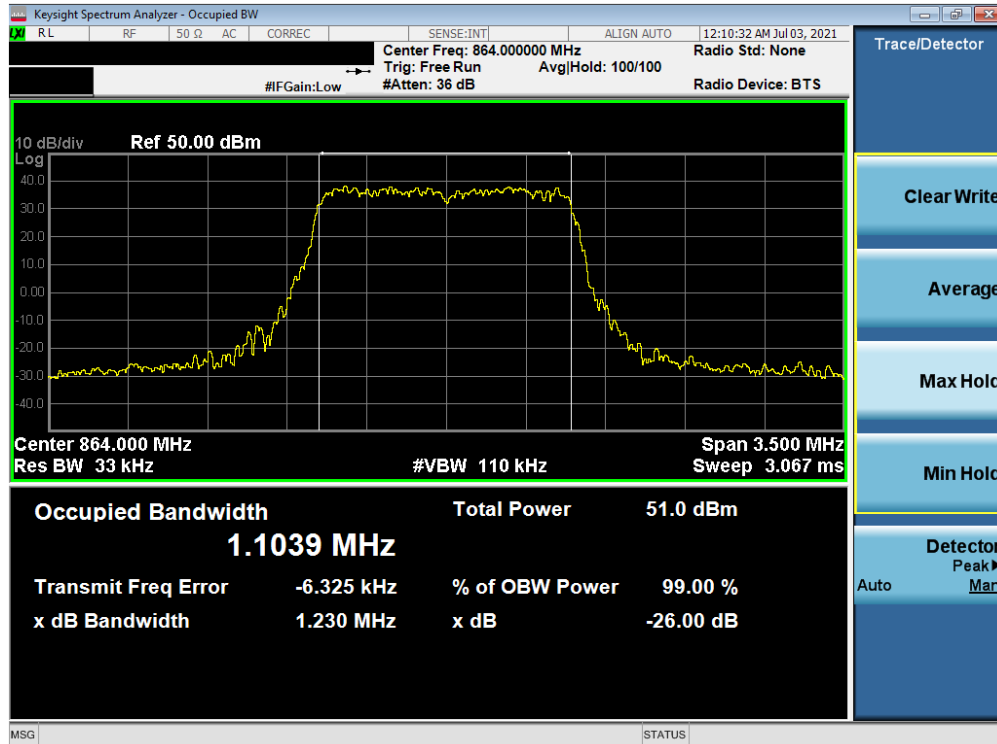 Keysight Spectrum Analyzer - Occupied BW
LXI RL RF 50 Ω AC CORREC SENSE:INT ALIGN AUTO 12:10:32 AM Jul 03, 2021
Center Freq: 864.000000 MHz Radio Std: None
Trig: Free Run Avg|Hold: 100/100
#IFGain:Low #Atten: 36 dB Radio Device: BTS
Trace/Detector
10 dB/div Ref 50.00 dBm
Log
40.0
30.0
20.0
10.0
0.00
-10.0
-20.0
-30.0
-40.0
Center 864.000 MHz Span 3.500 MHz
Res BW 33 kHz #VBW 110 kHz Sweep 3.067 ms
Clear Write
Average
Max Hold
Min Hold
Detector
Peak
Auto Man
Occupied Bandwidth Total Power 51.0 dBm
1.1039 MHz
Transmit Freq Error -6.325 kHz % of OBW Power 99.00 %
x dB Bandwidth 1.230 MHz x dB -26.00 dB
MSG STATUS